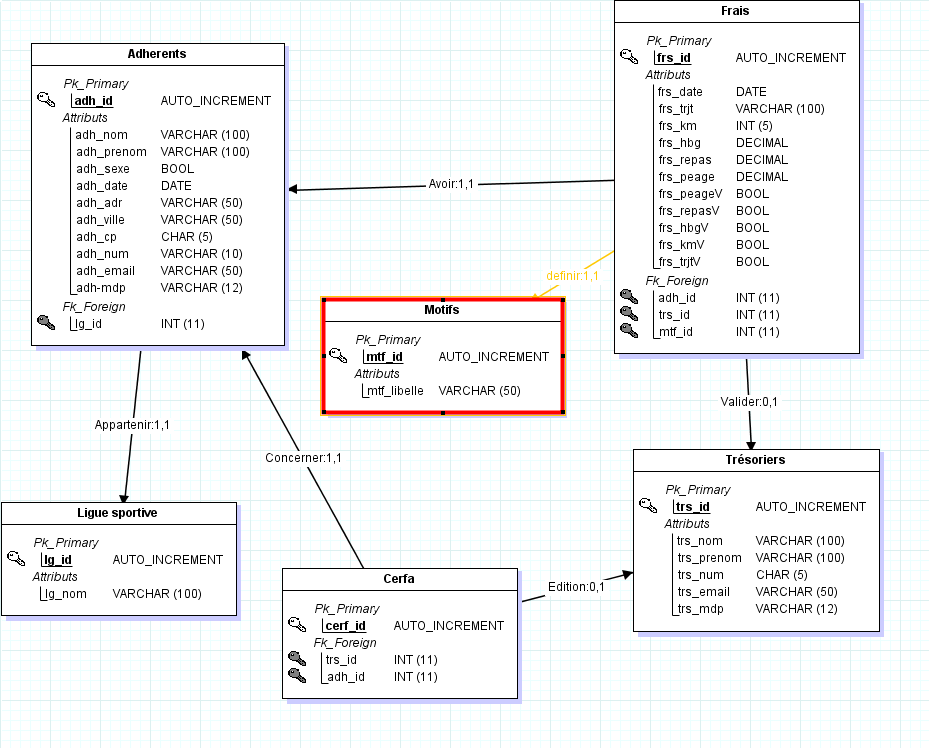 Adherents
Pk_Primary
adh_id AUTO_INCREMENT
Attributs
adh_nom VARCHAR (100)
adh_prenom VARCHAR (100)
adh_sexe BOOL
adh_date DATE
adh_adr VARCHAR (50)
adh_ville VARCHAR (50)
adh_cp CHAR (5)
adh_num VARCHAR (10)
adh_email VARCHAR (50)
adh-mdp VARCHAR (12)
Fk_Foreign
lg_id INT (11)
Frais
Pk_Primary
frs_id AUTO_INCREMENT
Attributs
frs_date DATE
frs_trjt VARCHAR (100)
frs_km INT (5)
frs_hbg DECIMAL
frs_repas DECIMAL
frs_peage DECIMAL
frs_peageV BOOL
frs_repasV BOOL
frs_hbgV BOOL
frs_kmV BOOL
frs_trjtV BOOL
Fk_Foreign
adh_id INT (11)
trs_id INT (11)
mtf_id INT (11)
Avoir:1,1
definir:1,1
Motifs
Pk_Primary
mtf_id AUTO_INCREMENT
Attributs
mtf_libelle VARCHAR (50)
Appartenir:1,1
Concerner:1,1
Valider:0,1
Ligue sportive
Pk_Primary
lg_id AUTO_INCREMENT
Attributs
lg_nom VARCHAR (100)
Cerfa
Pk_Primary
cerf_id AUTO_INCREMENT
Fk_Foreign
trs_id INT (11)
adh_id INT (11)
Edition:0,1
Trésoriers
Pk_Primary
trs_id AUTO_INCREMENT
Attributs
trs_nom VARCHAR (100)
trs_prenom VARCHAR (100)
trs_num CHAR (5)
trs_email VARCHAR (50)
trs_mdp VARCHAR (12)